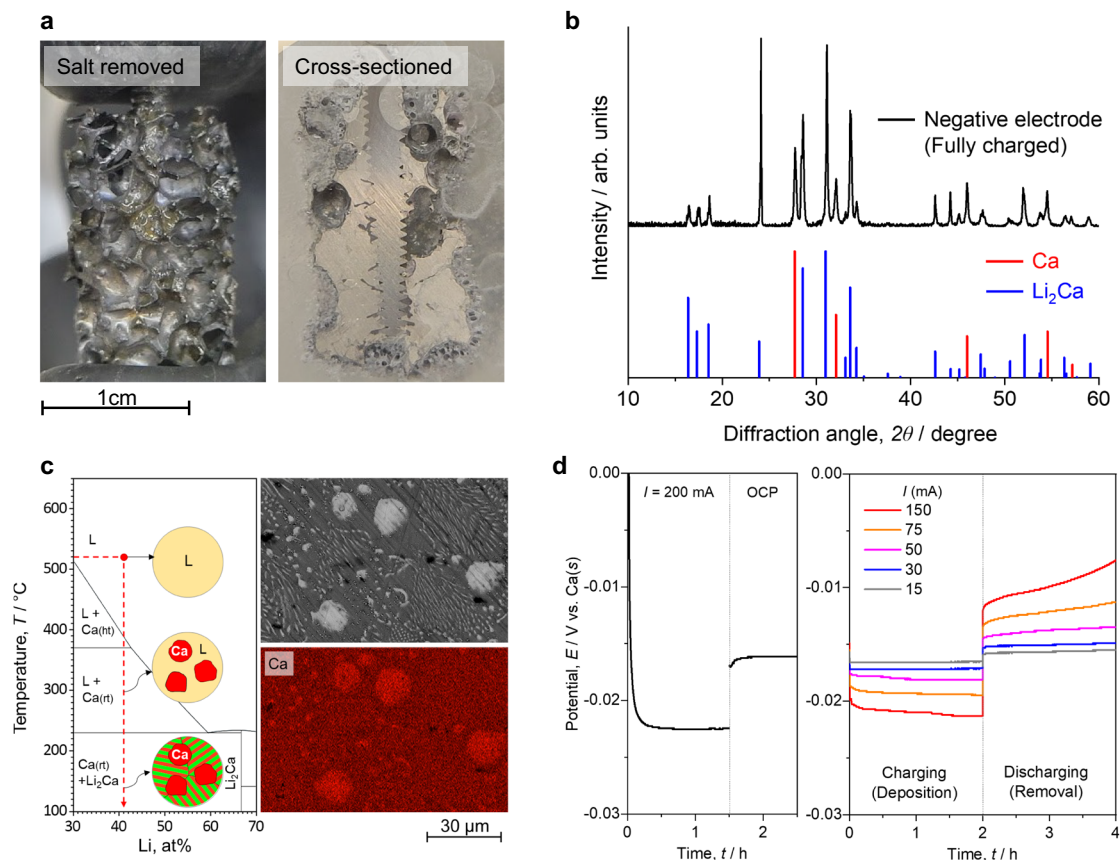 a
Salt removed
Cross-sectioned
1cm
b
Intensity / arb. units
Negative electrode
(Fully charged)
Ca
Li₂Ca
10
20
30
40
50
60
Diffraction angle, 2θ / degree
c
Temperature, T / °C
600
500
400
300
200
100
L
L
L +
Ca(ht)
Ca
L
L +
Ca(rt)
Ca
Ca(rt)
+Li₂Ca
Li₂Ca
30
40
50
60
70
Li, at%
Ca
30 µm
d
Potential, E / V vs. Ca(s)
0.00
-0.01
-0.02
-0.03
I = 200 mA
OCP
0
1
2
Time, t / h
0.00
-0.01
-0.02
-0.03
I (mA)
150
75
50
30
15
Charging
(Deposition)
Discharging
(Removal)
0
1
2
3
4
Time, t / h